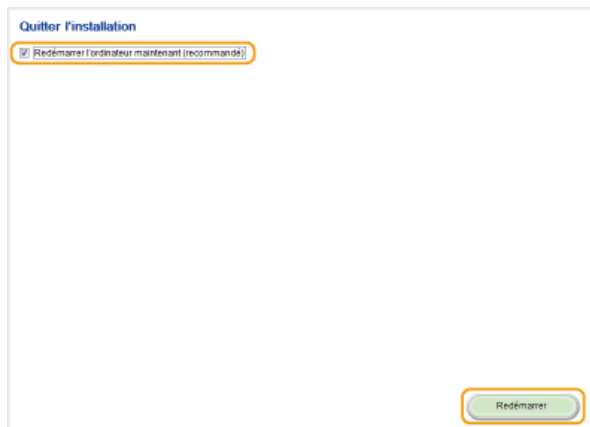 Quitter l'installation
Redémarrer l'ordinateur maintenant (recommandé)
Redémarrer